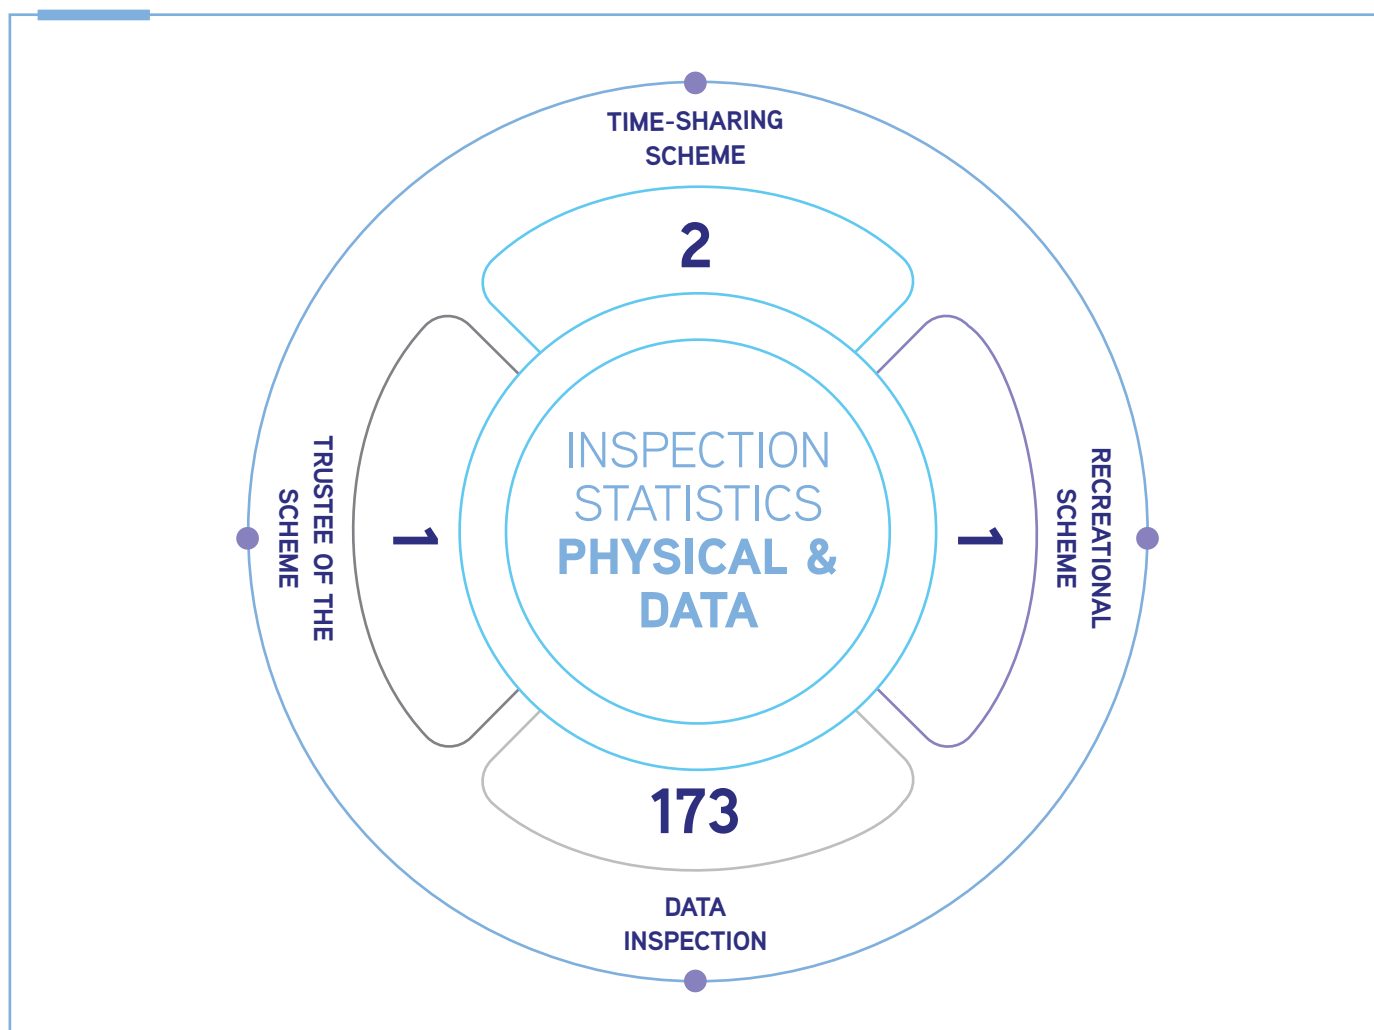 TIME-SHARING
SCHEME
2
TRUSTEE OF THE
SCHEME
1
INSPECTION
STATISTICS
PHYSICAL &
DATA
1
RECREATIONAL
SCHEME
173
DATA
INSPECTION